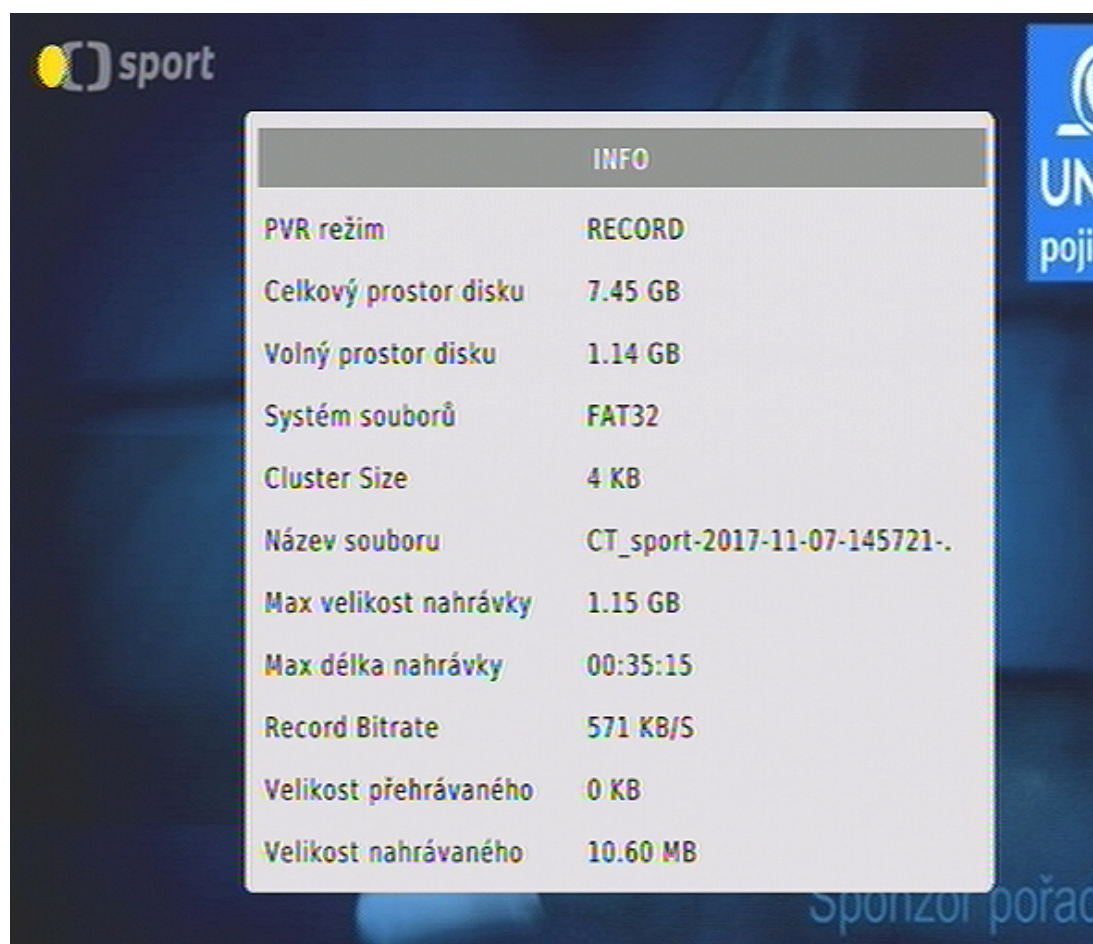 sport
INFO
PVR režim RECORD
Celkový prostor disku 7.45 GB
Volný prostor disku 1.14 GB
Systém souborů FAT32
Cluster Size 4 KB
Název souboru CT_sport-2017-11-07-145721-.
Max velikost nahrávky 1.15 GB
Max délka nahrávky 00:35:15
Record Bitrate 571 KB/S
Velikost přehrávaného 0 KB
Velikost nahrávaného 10.60 MB
UN
poji
Sponzor pořad